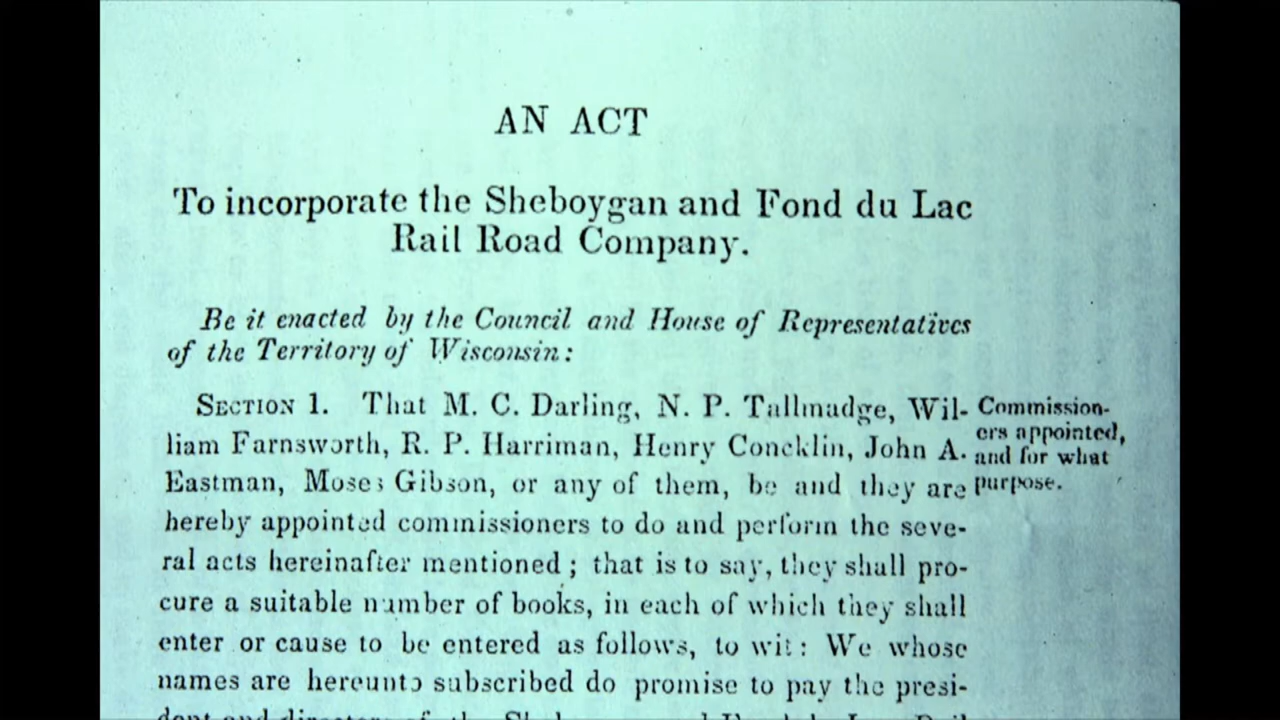 AN ACT
To incorporate the Sheboygan and Fond du Lac
Rail Road Company.
Be it enacted by the Council and House of Representatives
of the Territory of Wisconsin:
SECTION 1. That M. C. Darling, N. P. Tallmadge, Wil-
liam Farnsworth, R. P. Harriman, Henry Concklin, John A.
Eastman, Moses Gibson, or any of them, be and they are
hereby appointed commissioners to do and perform the seve-
ral acts hereinafter mentioned; that is to say, they shall pro-
cure a suitable number of books, in each of which they shall
enter or cause to be entered as follows, to wit: We whose
names are hereunto subscribed do promise to pay the presi-
Commission-
ers appointed,
and for what
purpose.